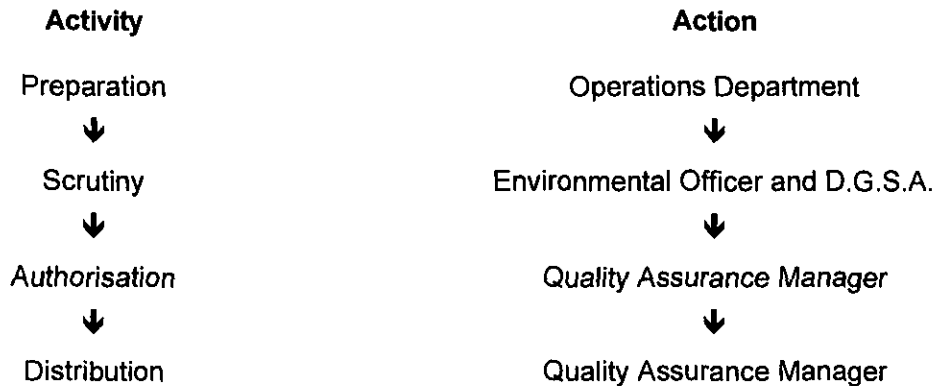 Activity Action
Preparation Operations Department
Scrutiny Environmental Officer and D.G.S.A.
Authorisation Quality Assurance Manager
Distribution Quality Assurance Manager